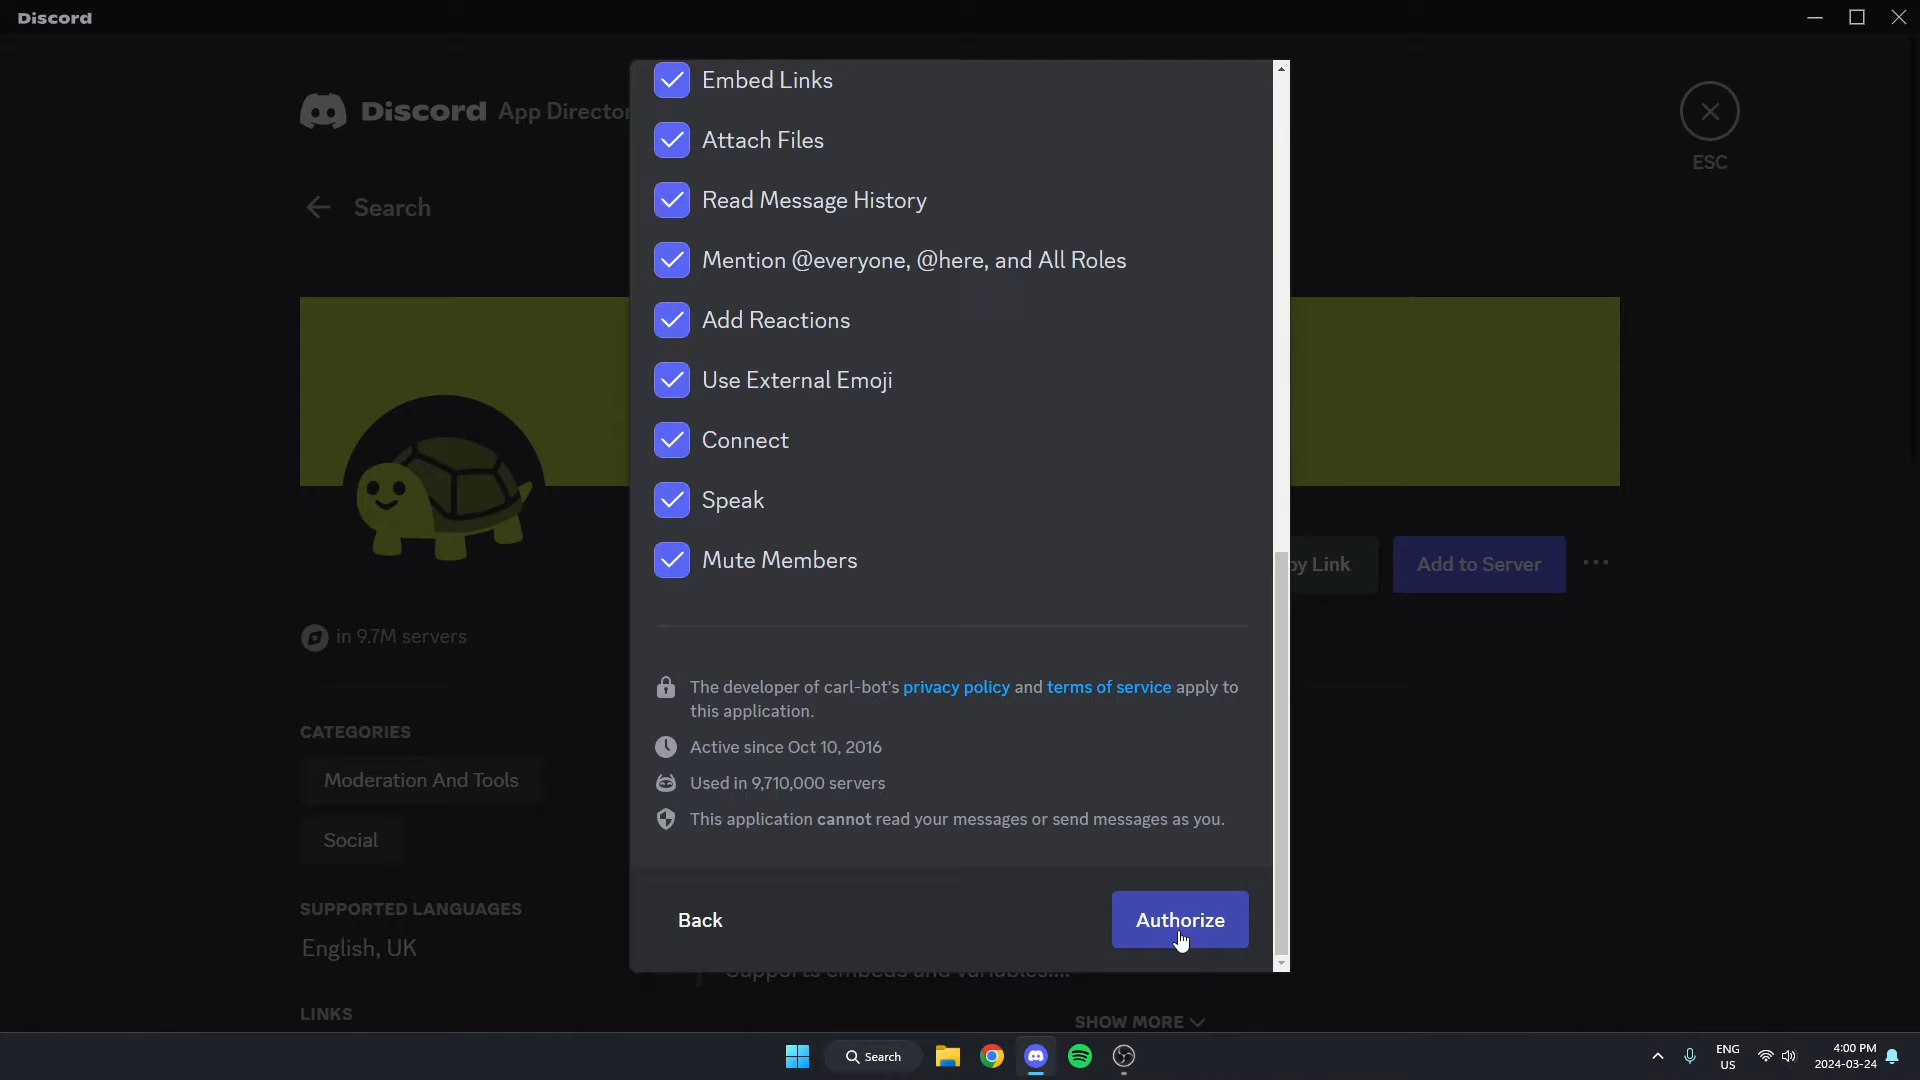 Discord
Discord App Director
ESC
Search
Embed Links
Attach Files
Read Message History
Mention @everyone, @here, and All Roles
Add Reactions
Use External Emoji
Connect
Speak
Mute Members
Link
Add to Server
in 9.7M servers
The developer of carl-bot's privacy policy and terms of service apply to
this application.
Active since Oct 10, 2016
Used in 9,710,000 servers
This application cannot read your messages or send messages as you.
CATEGORIES
Moderation And Tools
Social
SUPPORTED LANGUAGES
English, UK
LINKS
Back
Authorize
Supports embeds and variables....
SHOW MORE
Search
ENG
US
4:00 PM
2024-03-24